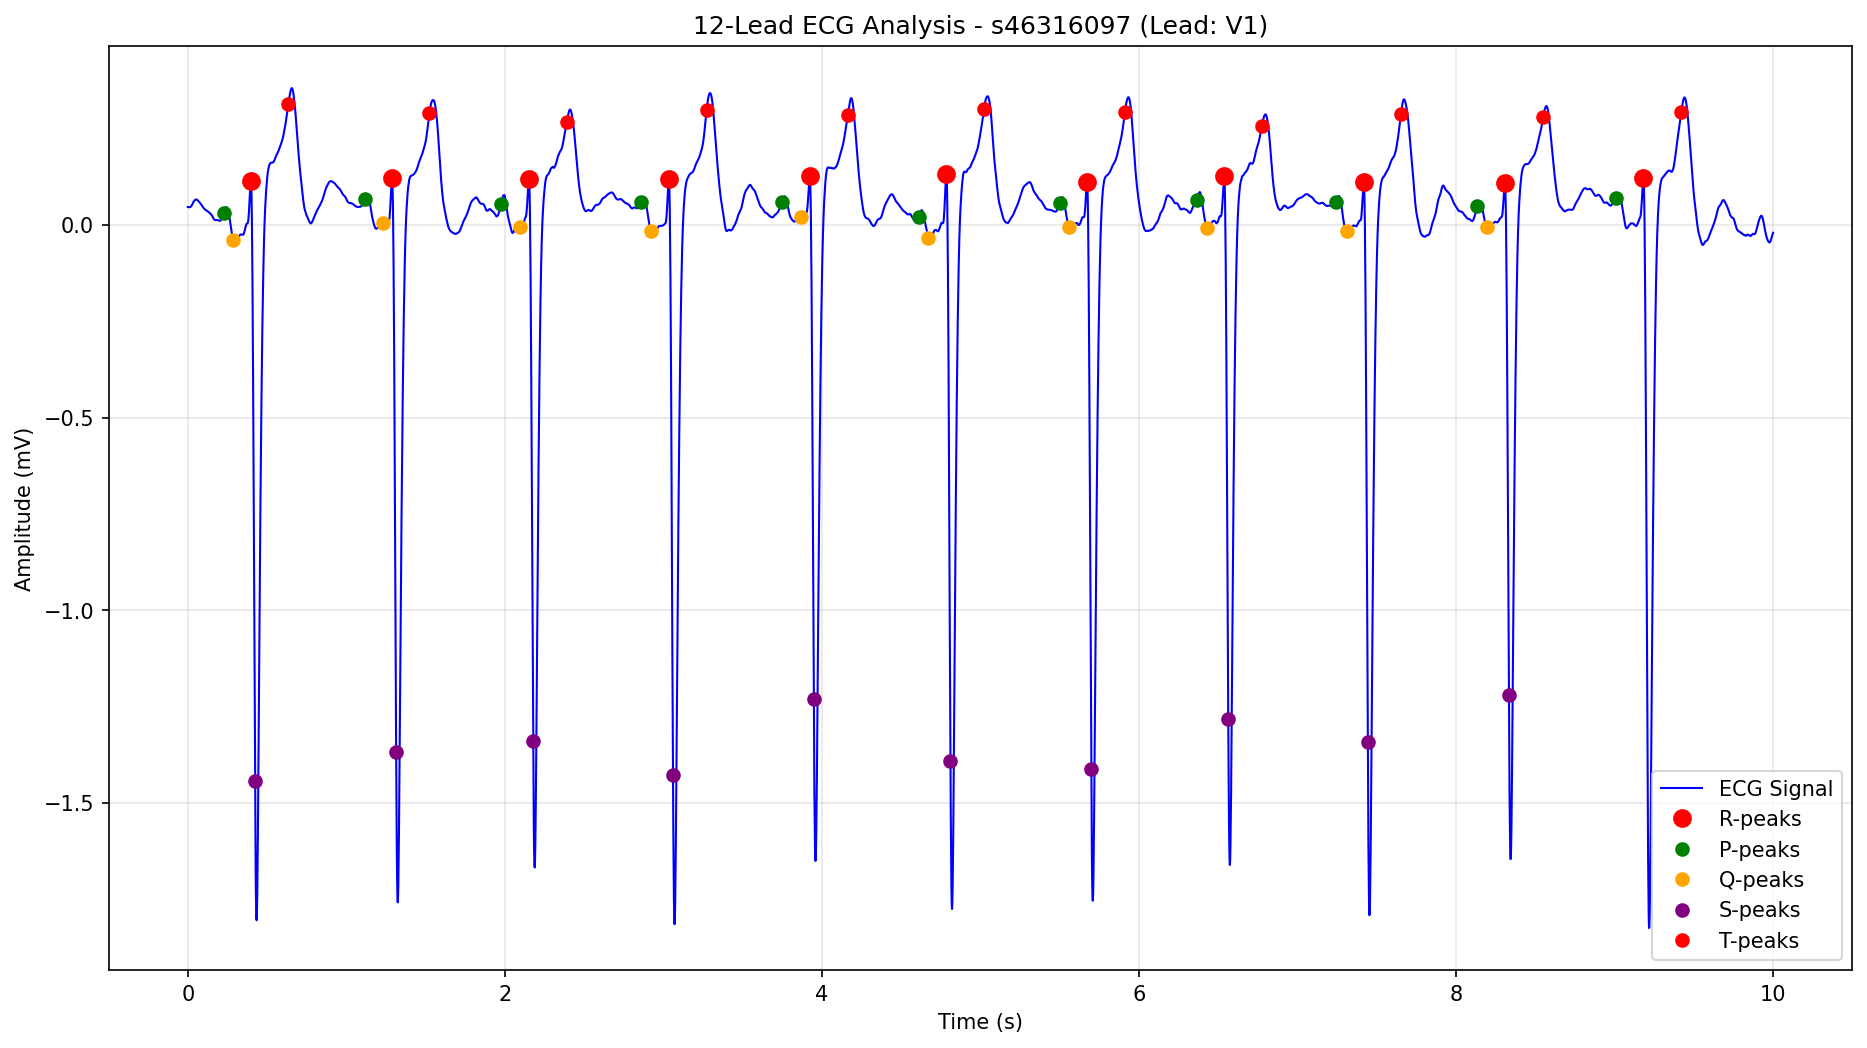 12-Lead ECG Analysis - s46316097 (Lead: V1)
Amplitude (mV)
0.0
−0.5
−1.0
−1.5
0 2 4 6 8 10
Time (s)
ECG Signal
R-peaks
P-peaks
Q-peaks
S-peaks
T-peaks